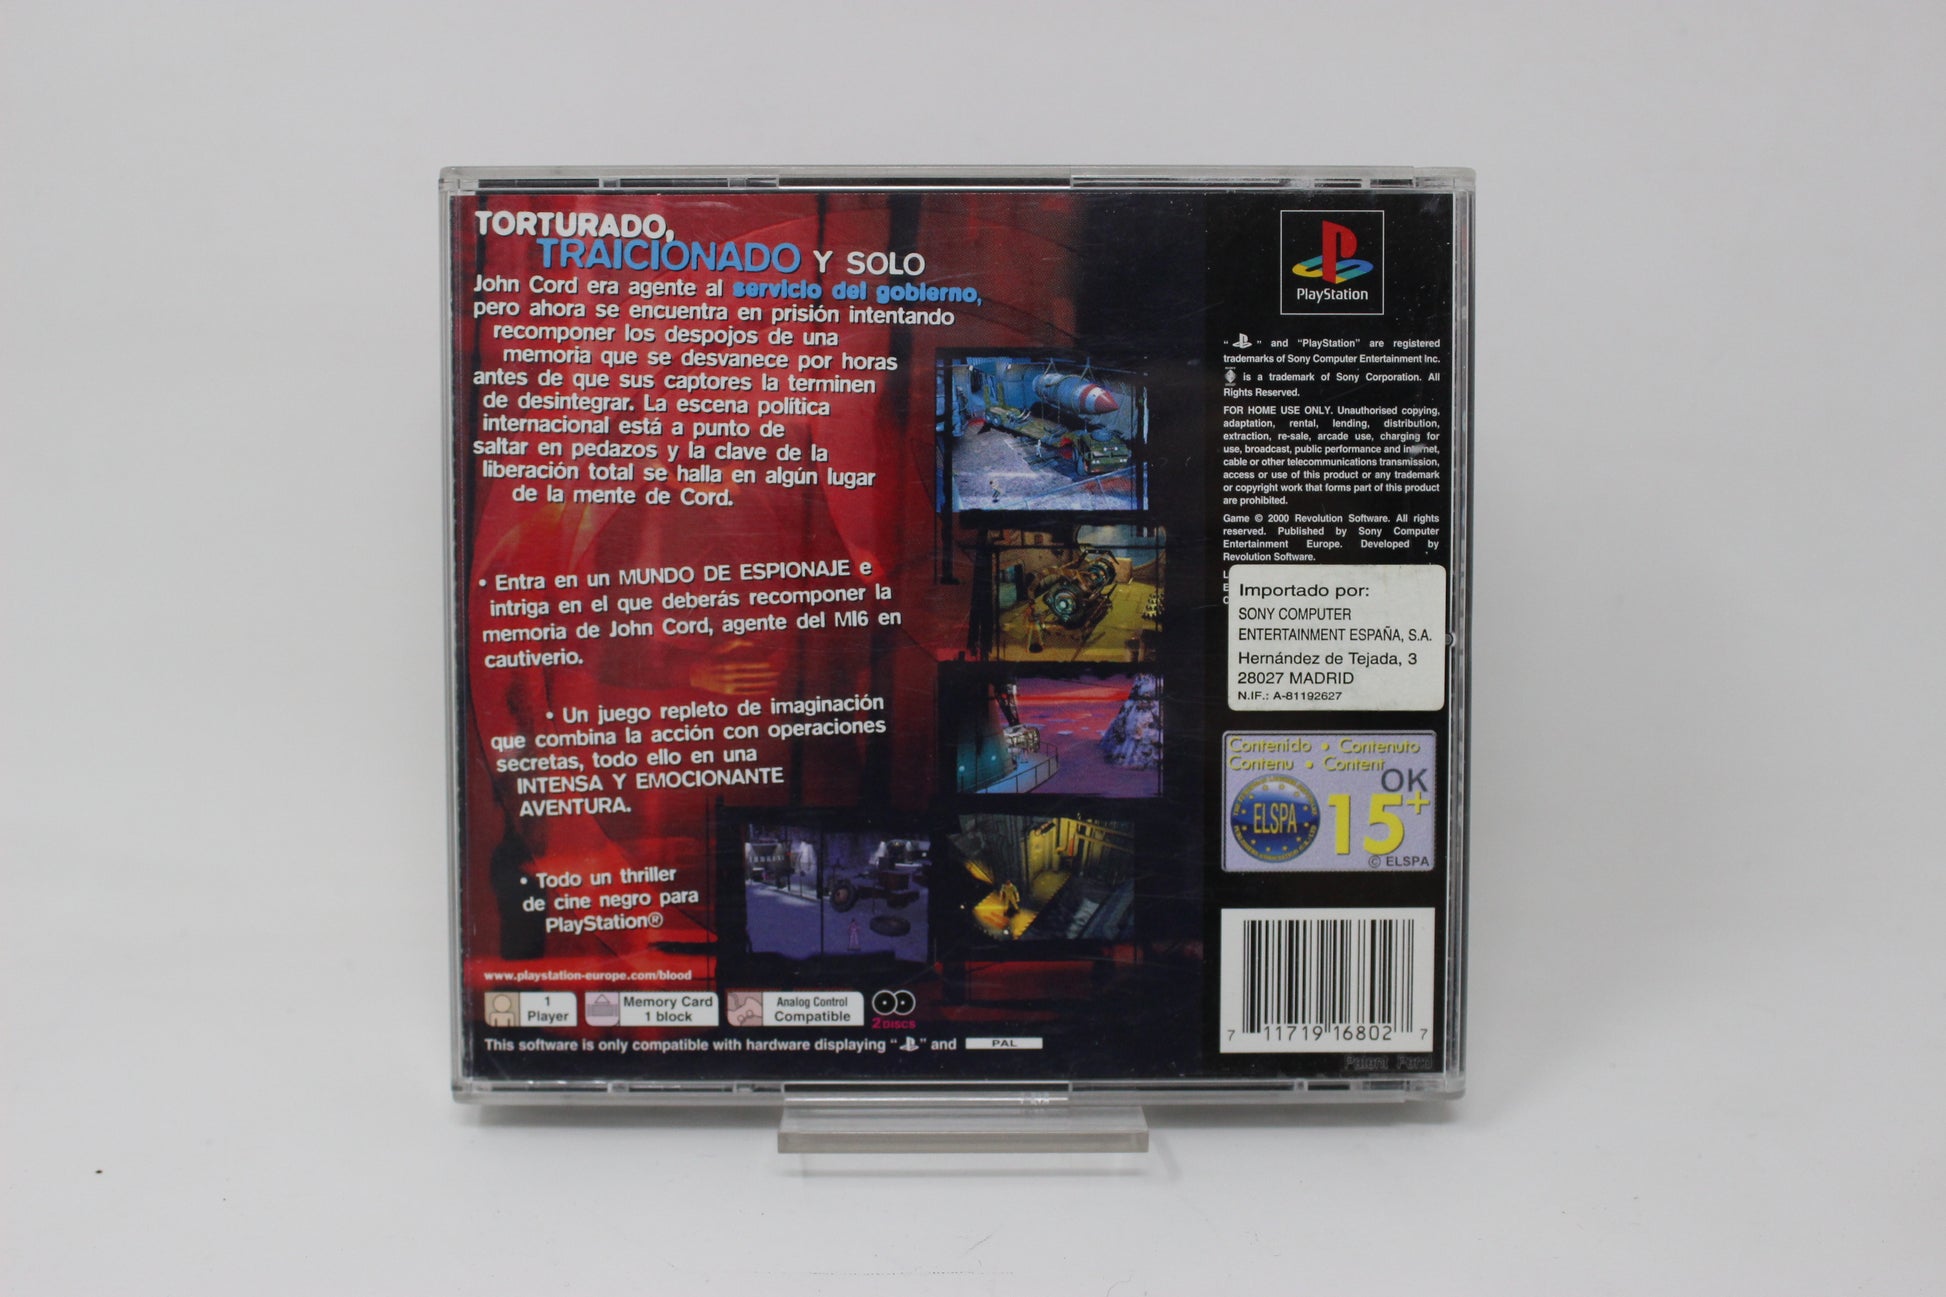 TORTURADO,
TRAICIONADO Y SOLO
John Cord era agente al servicio del gobierno,
pero ahora se encuentra en prisión intentando
recomponer los despojos de una
memoria que se desvanece por horas
antes de que sus captores la terminen
de desintegrar. La escena política
internacional está a punto de
saltar en pedazos y la clave de la
liberación total se halla en algún lugar
de la mente de Cord.
• Entra en un MUNDO DE ESPIONAJE e
intriga en el que deberás recomponer la
memoria de John Cord, agente del MI6 en
cautiverio.
• Un juego repleto de imaginación
que combina la acción con operaciones
secretas, todo ello en una
INTENSA Y EMOCIONANTE
AVENTURA.
• Todo un thriller
de cine negro para
PlayStation®
www.playstation-europe.com/blood
1
Player
Memory Card
1 block
Analog Control
Compatible
2 DISCS
This software is only compatible with hardware displaying " " and PAL
PlayStation
" " and "PlayStation" are registered
trademarks of Sony Computer Entertainment Inc.
is a trademark of Sony Corporation. All
Rights Reserved.
FOR HOME USE ONLY. Unauthorised copying,
adaptation, rental, lending, distribution,
extraction, re-sale, arcade use, charging for
use, broadcast, public performance and internet,
cable or other telecommunications transmission,
access or use of this product or any trademark
or copyright work that forms part of this product
are prohibited.
Game © 2000 Revolution Software. All rights
reserved. Published by Sony Computer
Entertainment Europe. Developed by
Revolution Software.
Importado por:
SONY COMPUTER
ENTERTAINMENT ESPAÑA, S.A.
Hernández de Tejada, 3
28027 MADRID
N.IF.: A-81192627
Contenido • Contenuto
Contenu • Content
OK
ELSPA
15+
© ELSPA
7 11719 16802 7